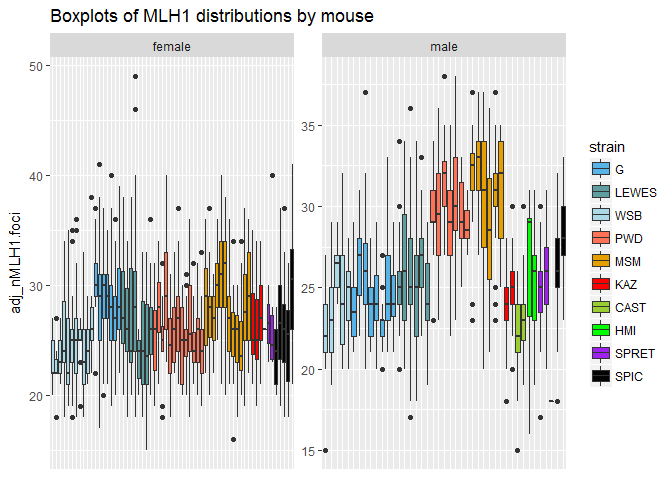 Boxplots of MLH1 distributions by mouse
female
male
adj_nMLH1.foci
50
40
30
20
35
30
25
20
15
strain
G
LEWES
WSB
PWD
MSM
KAZ
CAST
HMI
SPRET
SPIC